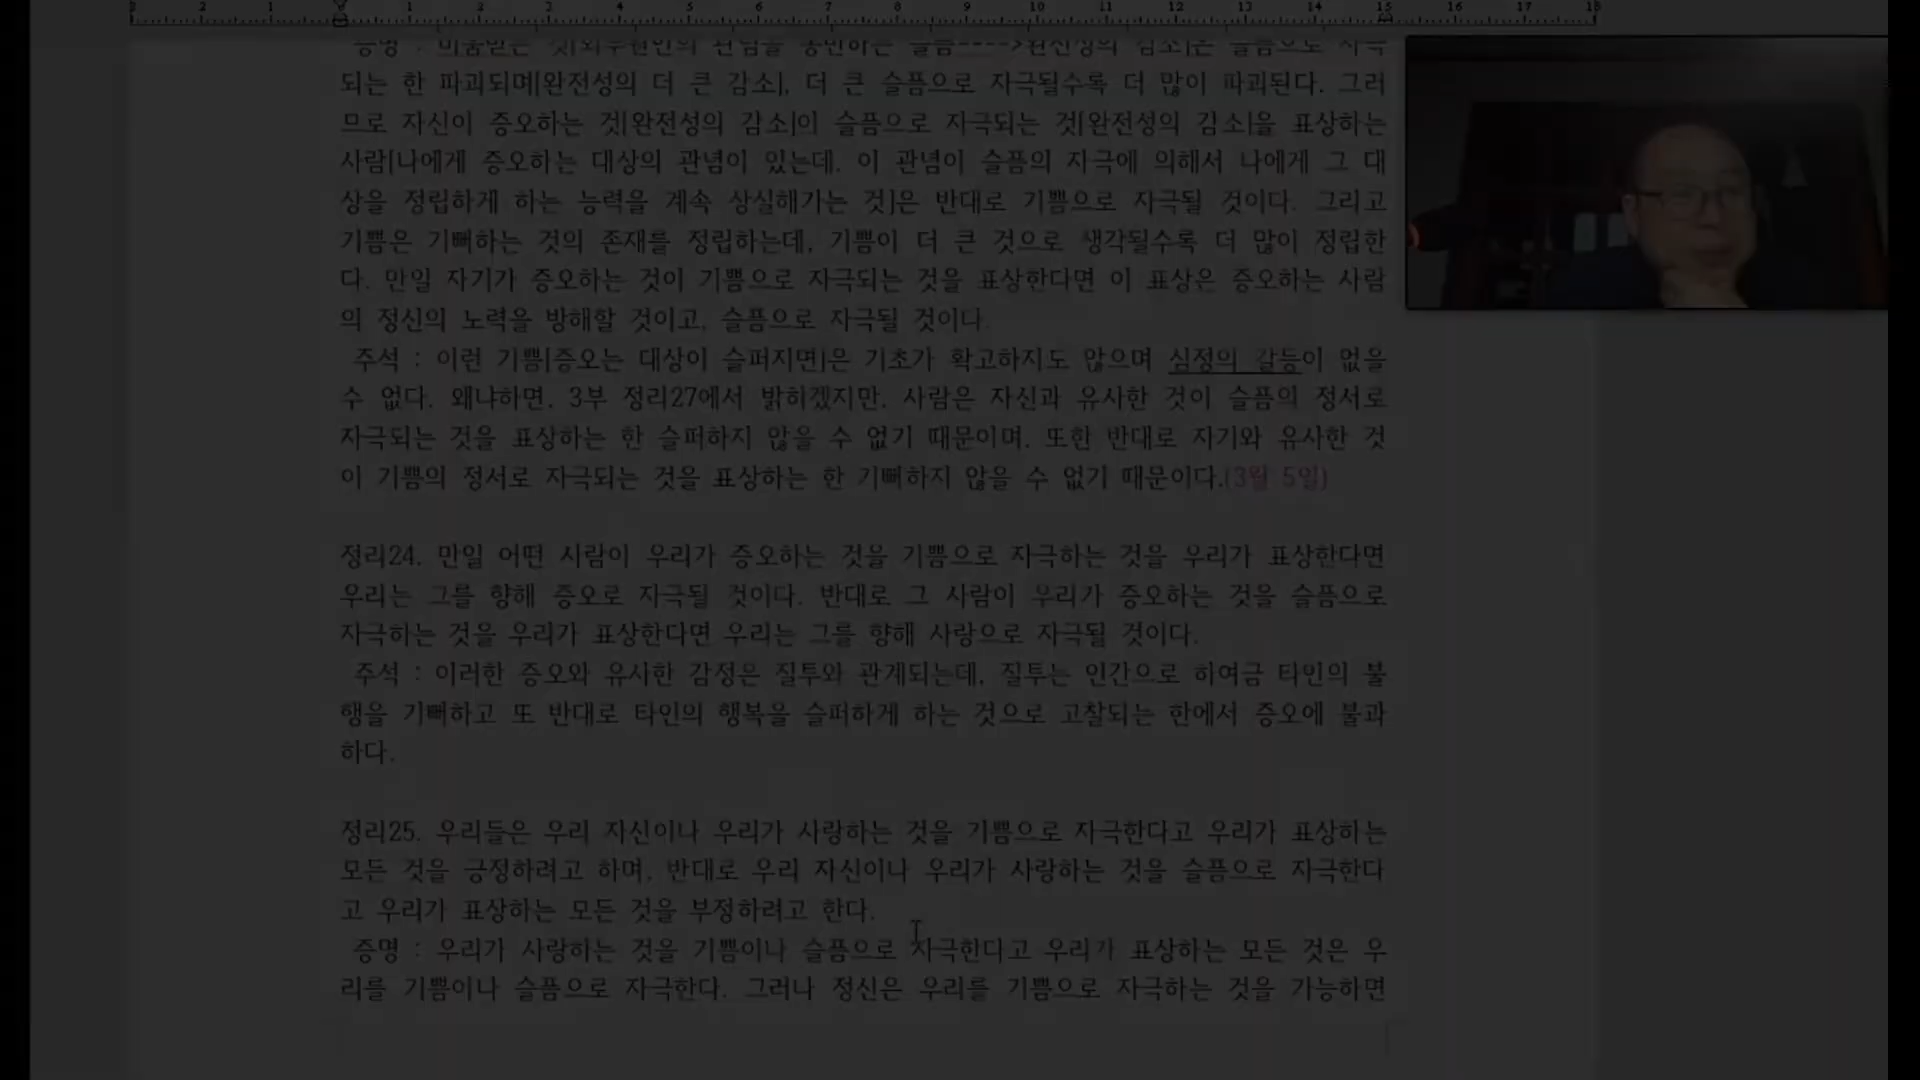 되는 한 파괴되며[완전성의 더 큰 감소], 더 큰 슬픔으로 자극될수록 더 많이 파괴된다. 그러
므로 자신이 증오하는 것[완전성의 감소]이 슬픔으로 자극되는 것[완전성의 감소]을 표상하는
사람[나에게 증오하는 대상의 관념이 있는데, 이 관념이 슬픔의 자극에 의해서 나에게 그 대
상을 정립하게 하는 능력을 계속 상실해가는 것]은 반대로 기쁨으로 자극될 것이다. 그리고
기쁨은 기뻐하는 것의 존재를 정립하는데, 기쁨이 더 큰 것으로 생각될수록 더 많이 정립한
다. 만일 자기가 증오하는 것이 기쁨으로 자극되는 것을 표상한다면 이 표상은 증오하는 사람
의 정신의 노력을 방해할 것이고, 슬픔으로 자극될 것이다.
주석 : 이런 기쁨[증오는 대상이 슬퍼지면]은 기초가 확고하지도 않으며 심정의 갈등이 없을
수 없다. 왜냐하면, 3부 정리27에서 밝히겠지만, 사람은 자신과 유사한 것이 슬픔의 정서로
자극되는 것을 표상하는 한 슬퍼하지 않을 수 없기 때문이며, 또한 반대로 자기와 유사한 것
이 기쁨의 정서로 자극되는 것을 표상하는 한 기뻐하지 않을 수 없기 때문이다.(3월 5일)
정리24. 만일 어떤 사람이 우리가 증오하는 것을 기쁨으로 자극하는 것을 우리가 표상한다면
우리는 그를 향해 증오로 자극될 것이다. 반대로 그 사람이 우리가 증오하는 것을 슬픔으로
자극하는 것을 우리가 표상한다면 우리는 그를 향해 사랑으로 자극될 것이다.
주석 : 이러한 증오와 유사한 감정은 질투와 관계되는데, 질투는 인간으로 하여금 타인의 불
행을 기뻐하고 또 반대로 타인의 행복을 슬퍼하게 하는 것으로 고찰되는 한에서 증오에 불과
하다.
정리25. 우리들은 우리 자신이나 우리가 사랑하는 것을 기쁨으로 자극한다고 우리가 표상하는
모든 것을 긍정하려고 하며, 반대로 우리 자신이나 우리가 사랑하는 것을 슬픔으로 자극한다
고 우리가 표상하는 모든 것을 부정하려고 한다.
증명 : 우리가 사랑하는 것을 기쁨이나 슬픔으로 자극한다고 우리가 표상하는 모든 것은 우
리를 기쁨이나 슬픔으로 자극한다. 그러나 정신은 우리를 기쁨으로 자극하는 것을 가능하면